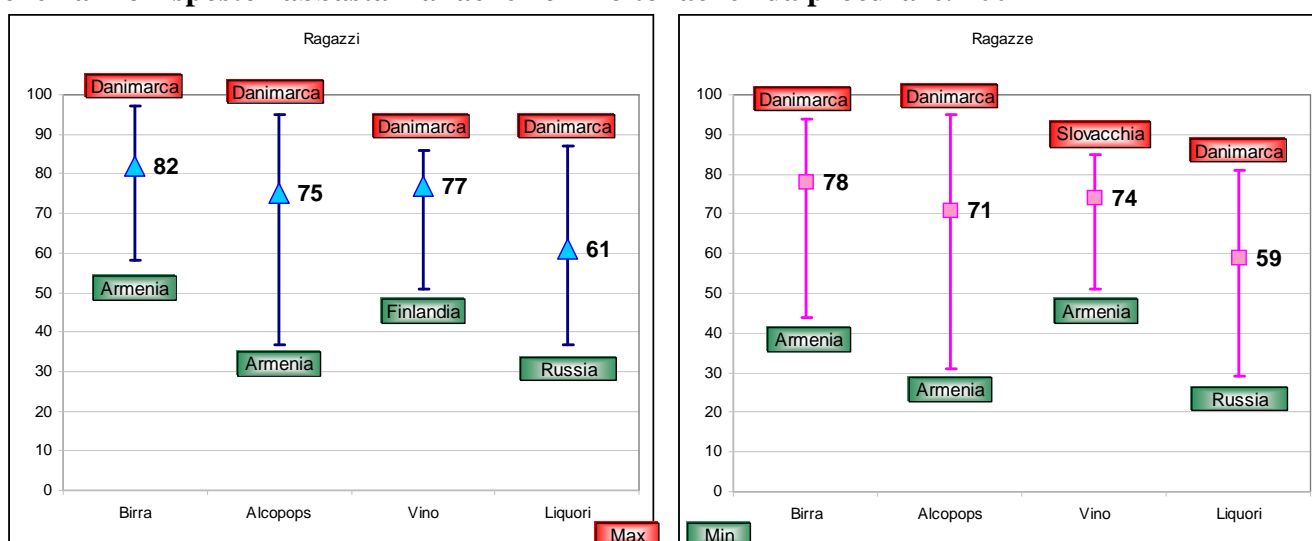 Ragazzi
Danimarca
Danimarca
Danimarca
Danimarca
100
90
80
70
60
50
40
30
20
10
0
82
75
77
61
Armenia
Armenia
Finlandia
Russia
Birra Alcopops Vino Liquori
Max
Ragazze
Danimarca
Danimarca
Slovacchia
Danimarca
100
90
80
70
60
50
40
30
20
10
0
78
71
74
59
Armenia
Armenia
Armenia
Russia
Birra Alcopops Vino Liquori
Min